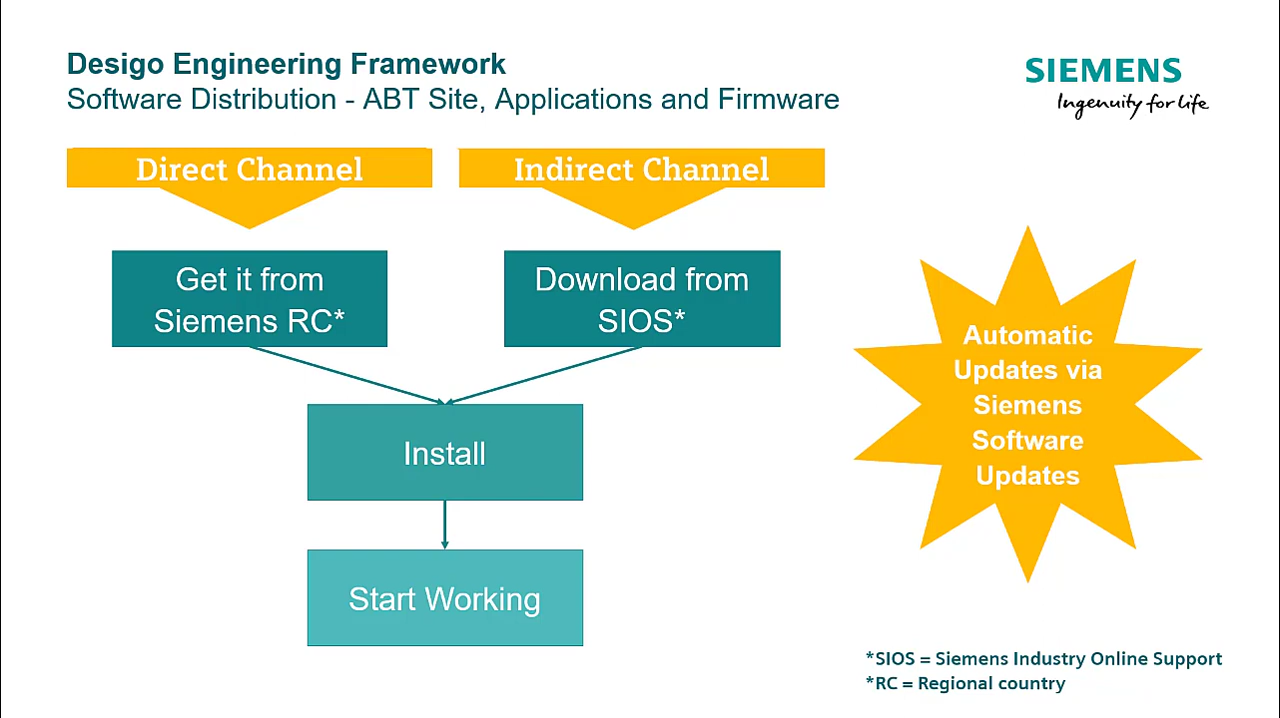 Desigo Engineering Framework
Software Distribution - ABT Site, Applications and Firmware
SIEMENS
Ingenuity for life
Direct Channel
Indirect Channel
Get it from
Siemens RC*
Download from
SIOS*
Install
Start Working
Automatic
Updates via
Siemens
Software
Updates
*SIOS = Siemens Industry Online Support
*RC = Regional country